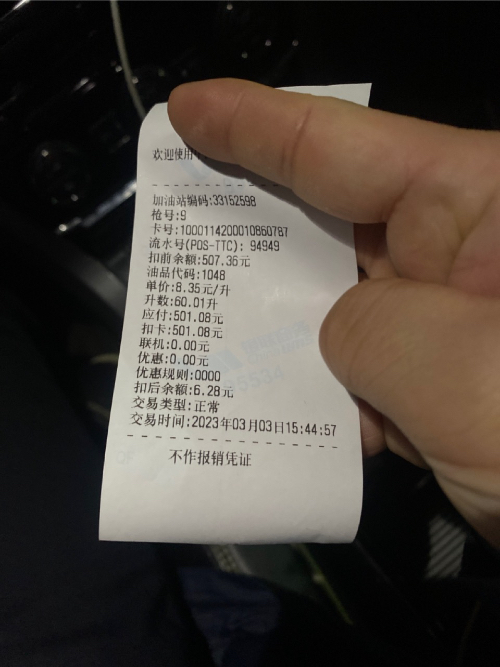 欢迎使用
加油站编码:33152598
枪号:9
卡号:1000114200010860787
流水号(POS-TTC): 94949
扣前余额:507.36元
油品代码:1048
单价:8.35元/升
升数:60.01升
应付:501.08元
扣卡:501.08元
联机:0.00元
优惠:0.00元
优惠规则:0000
扣后余额:6.28元
交易类型:正常
交易时间:2023年03月03日15:44:57
不作报销凭证